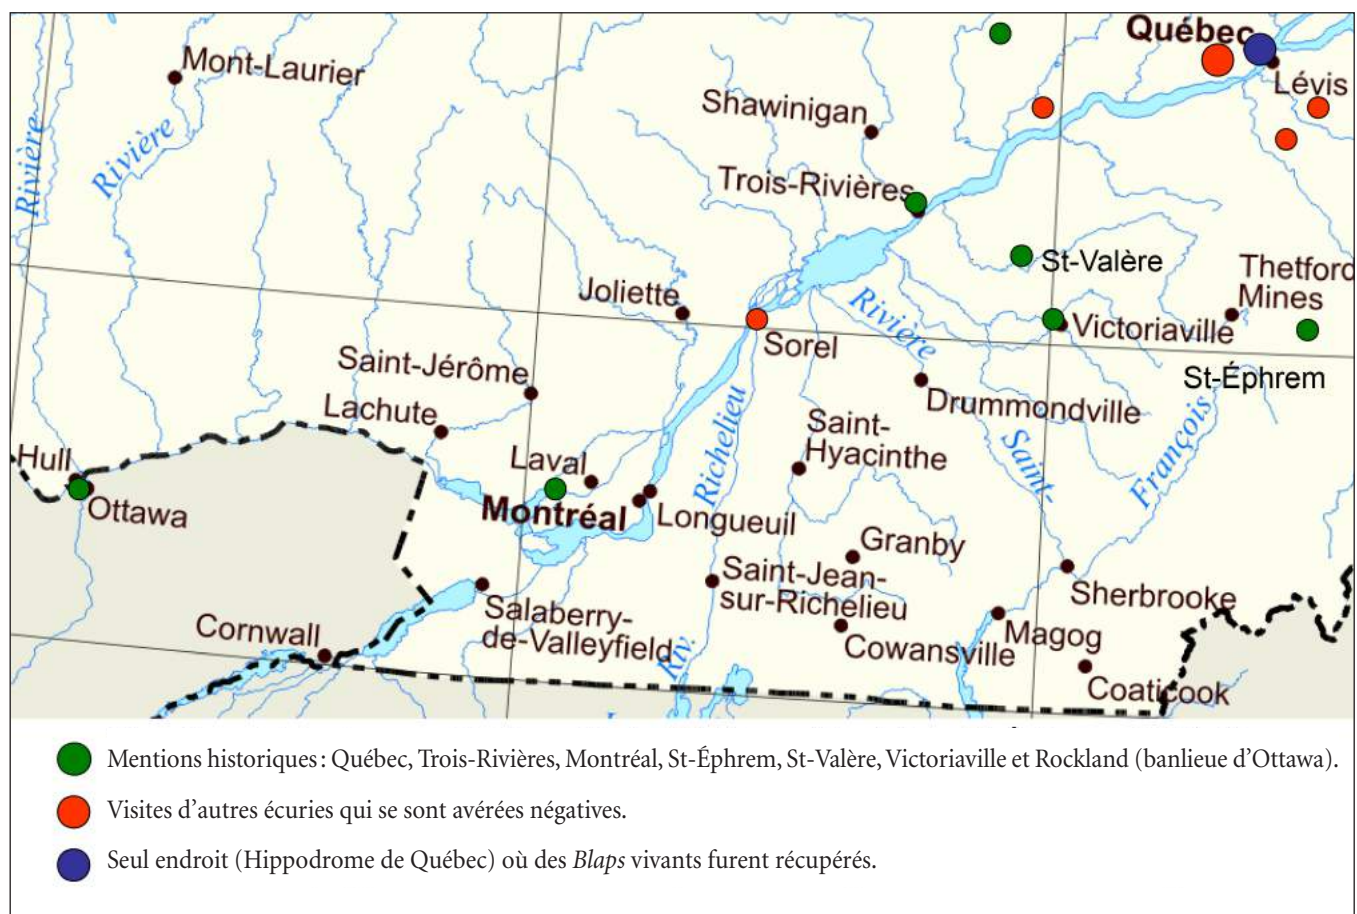 Québec
Mont-Laurier
Lévis
Shawinigan
Rivière
Rivière
Trois-Rivières
St-Valère
Thetford
Mines
Joliette
Rivière
Victoriaville
Sorel
Saint-Jérôme
St-Éphrem
Lachute
Drummondville
Richelieu
Saint-
Hyacinthe
Saint-
François
Hull
Laval
Ottawa
Montréal
Longueuil
Granby
Saint-Jean-
sur-Richelieu
Sherbrooke
Salaberry-
de-Valleyfield
Cornwall
Riv.
Cowansville
Magog
Coaticook
Mentions historiques : Québec, Trois-Rivières, Montréal, St-Éphrem, St-Valère, Victoriaville et Rockland (banlieue d’Ottawa).
Visites d’autres écuries qui se sont avérées négatives.
Seul endroit (Hippodrome de Québec) où des Blaps vivants furent récupérés.